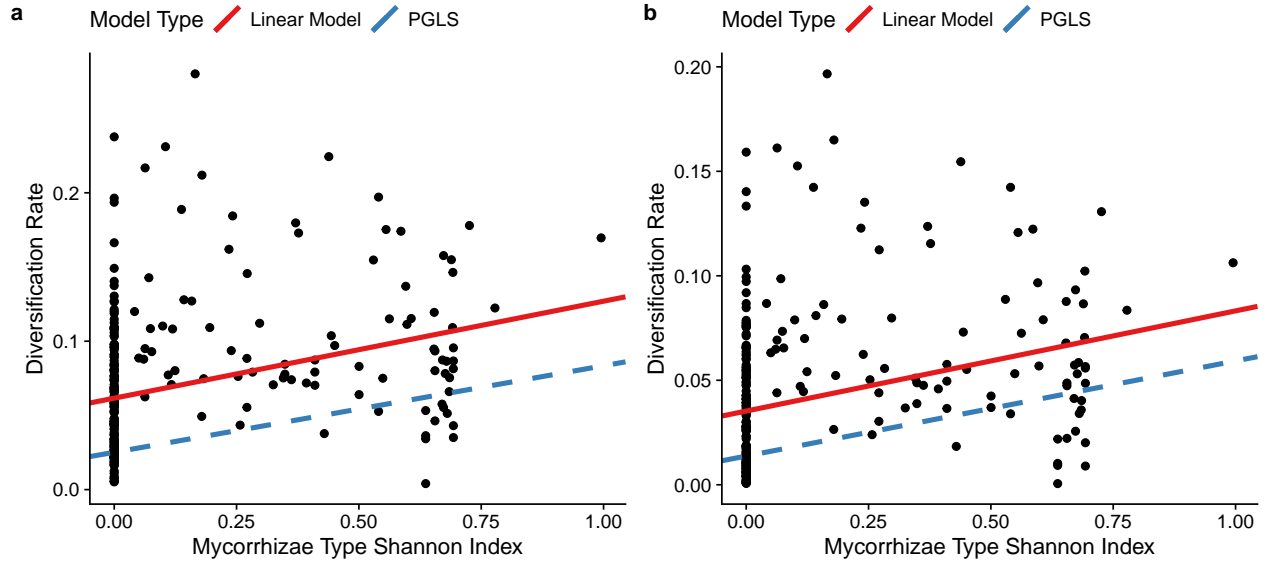 a
Model Type Linear Model PGLS
Diversification Rate
0.2
0.1
0.0
0.00 0.25 0.50 0.75 1.00
Mycorrhizae Type Shannon Index
b
Model Type Linear Model PGLS
Diversification Rate
0.20
0.15
0.10
0.05
0.00
0.00 0.25 0.50 0.75 1.00
Mycorrhizae Type Shannon Index